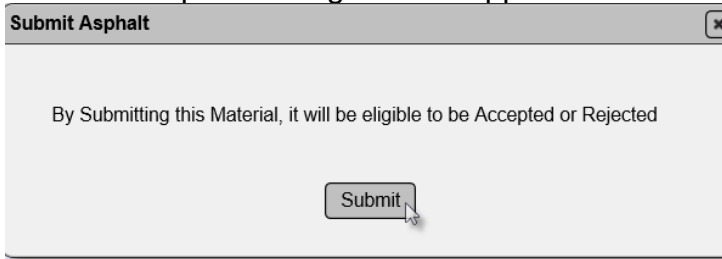 Submit Asphalt
By Submitting this Material, it will be eligible to be Accepted or Rejected
Submit